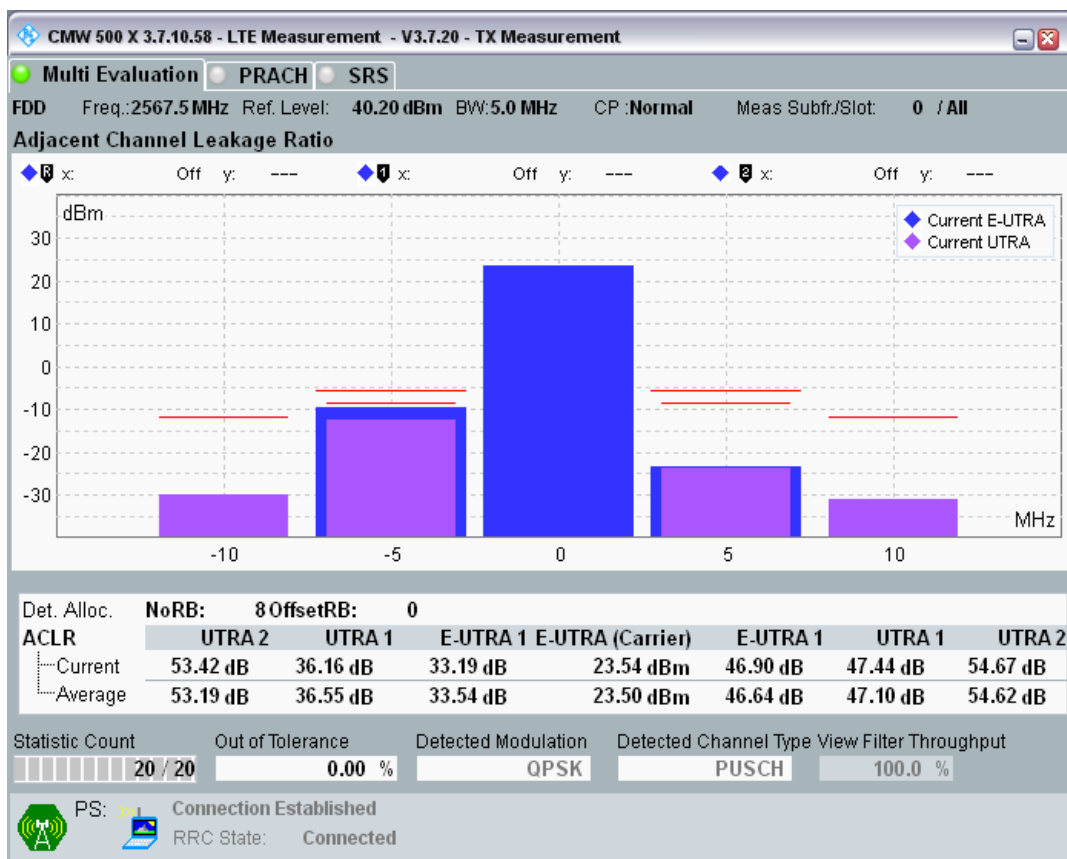 CMW 500 X 3.7.10.58 - LTE Measurement - V3.7.20 - TX Measurement
Multi Evaluation PRACH SRS
FDD Freq.:2567.5 MHz Ref. Level: 40.20 dBm BW:5.0 MHz CP :Normal Meas Subfr./Slot: 0 / All
Adjacent Channel Leakage Ratio
R x: Off y: --- 1 x: Off y: --- 2 x: Off y: ---
dBm
Current E-UTRA
Current UTRA
30
20
10
0
-10
-20
-30
MHz
-10 -5 0 5 10
Det. Alloc. NoRB: 8 OffsetRB: 0
ACLR UTRA 2 UTRA 1 E-UTRA 1 E-UTRA (Carrier) E-UTRA 1 UTRA 1 UTRA 2
Current 53.42 dB 36.16 dB 33.19 dB 23.54 dBm 46.90 dB 47.44 dB 54.67 dB
Average 53.19 dB 36.55 dB 33.54 dB 23.50 dBm 46.64 dB 47.10 dB 54.62 dB
Statistic Count Out of Tolerance Detected Modulation Detected Channel Type View Filter Throughput
20 / 20 0.00 % QPSK PUSCH 100.0 %
PS: Connection Established
RRC State: Connected